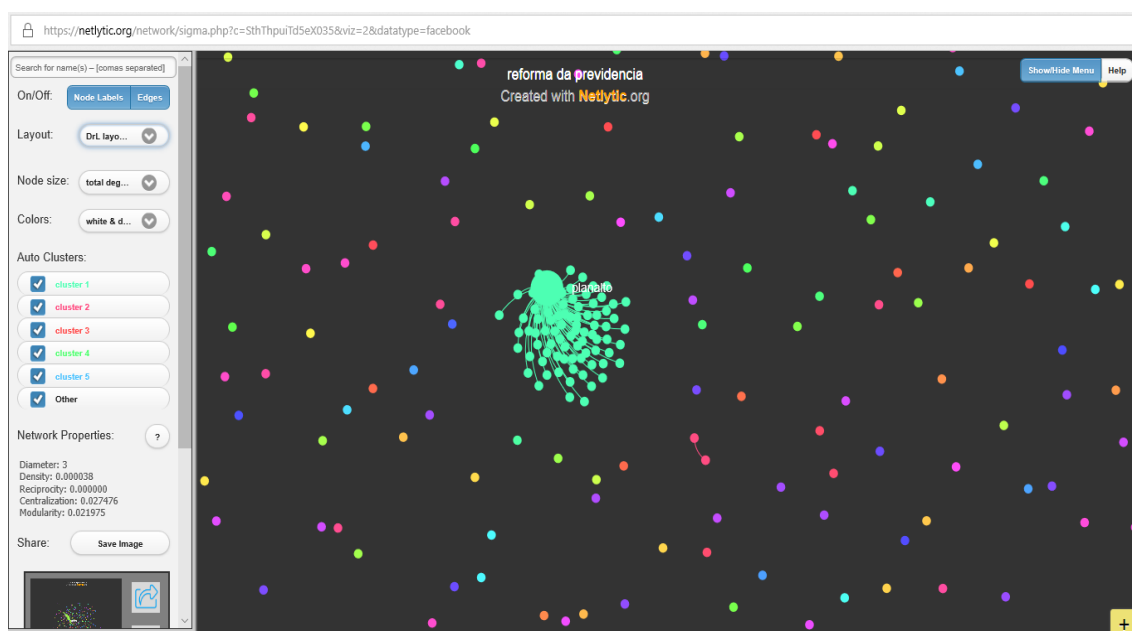 https://netlytic.org/network/sigma.php?c=SthThpuiTd5eX035&viz=2&datatype=facebook
Search for name(s) – [comas separated]
On/Off: Node Labels Edges
Layout: DrL layo...
Node size: total deg...
Colors: white & d...
Auto Clusters:
cluster 1
cluster 2
cluster 3
cluster 4
cluster 5
Other
Network Properties: ?
Diameter: 3
Density: 0.000038
Reciprocity: 0.000000
Centralization: 0.027476
Modularity: 0.021975
Share: Save Image
reforma da previdencia
Created with Netlytic.org
Show/Hide Menu Help
planalto
+